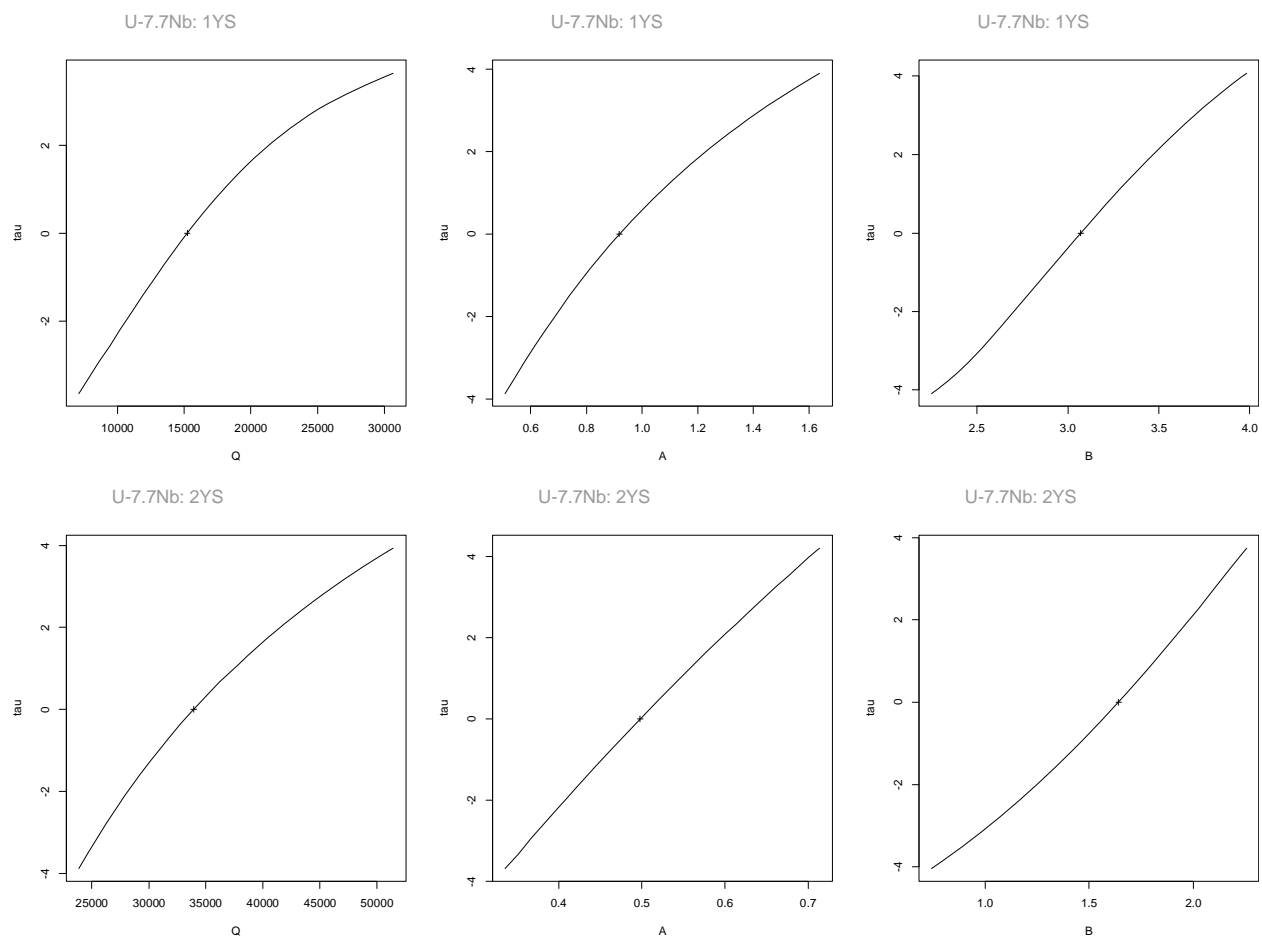 U-7.7Nb: 1YS
2
0
-2
tau
10000 15000 20000 25000 30000
Q
U-7.7Nb: 1YS
4
2
0
-2
-4
tau
0.6 0.8 1.0 1.2 1.4 1.6
A
U-7.7Nb: 1YS
4
2
0
-2
-4
tau
2.5 3.0 3.5 4.0
B
U-7.7Nb: 2YS
4
2
0
-2
-4
tau
25000 30000 35000 40000 45000 50000
Q
U-7.7Nb: 2YS
4
2
0
-2
-4
tau
0.4 0.5 0.6 0.7
A
U-7.7Nb: 2YS
4
2
0
-2
-4
tau
1.0 1.5 2.0
B